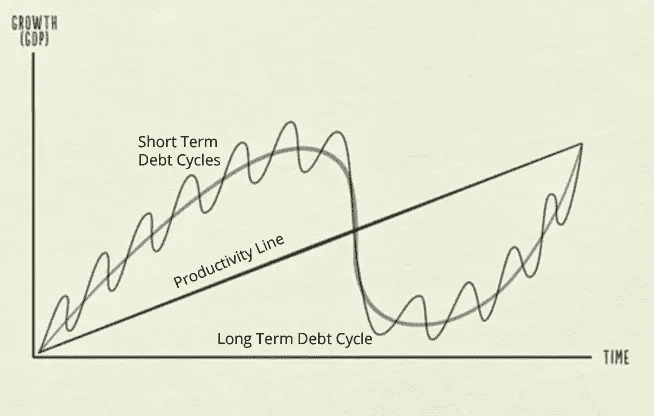 GROWTH
(GDP)
Short Term
Debt Cycles
Productivity Line
Long Term Debt Cycle
TIME